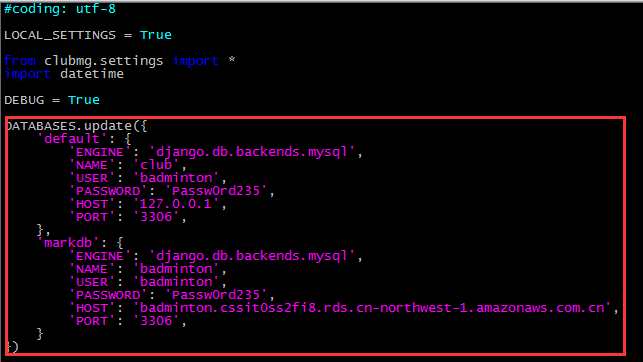 #coding: utf-8
LOCAL_SETTINGS = True
from clubmg.settings import *
import datetime
DEBUG = True
DATABASES.update({
    'default': {
        'ENGINE': 'django.db.backends.mysql',
        'NAME': 'club',
        'USER': 'badminton',
        'PASSWORD': 'Passw0rd235',
        'HOST': '127.0.0.1',
        'PORT': '3306',
    },
    'markdb': {
        'ENGINE': 'django.db.backends.mysql',
        'NAME': 'badminton',
        'USER': 'badminton',
        'PASSWORD': 'Passw0rd235',
        'HOST': 'badminton.cssit0ss2fi8.rds.cn-northwest-1.amazonaws.com.cn',
        'PORT': '3306',
    }
})